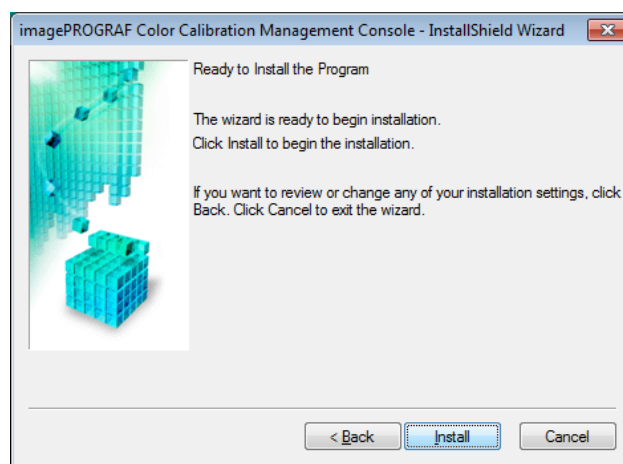 imagePROGRAF Color Calibration Management Console - InstallShield Wizard
Ready to Install the Program
The wizard is ready to begin installation.
Click Install to begin the installation.
If you want to review or change any of your installation settings, click
Back. Click Cancel to exit the wizard.
< Back Install Cancel